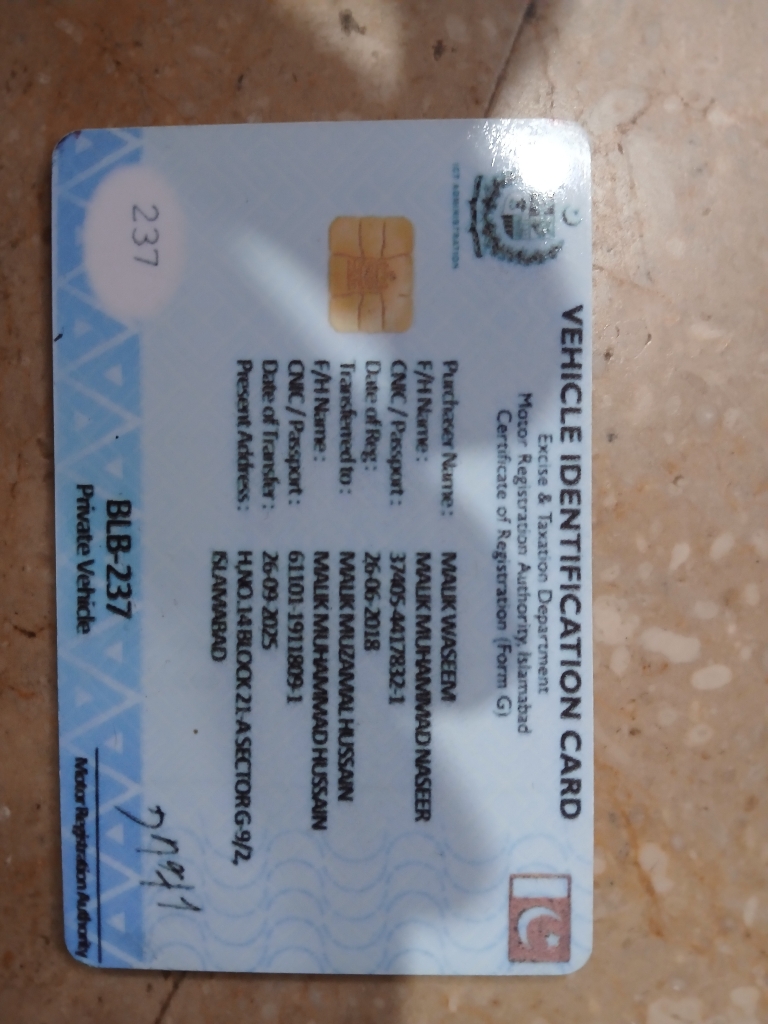 VEHICLE IDENTIFICATION CARD
Excise & Taxation Department
Motor Registration Authority, Islamabad
Certificate of Registration (Form G)
ICT ADMINISTRATION
Purchaser Name : MALIK WASEEM
F/H Name : MALIK MUHAMMAD NASEER
CNIC / Passport : 37405-4417832-1
Date of Reg : 26-06-2018
Transferred to : MALIK MUZAMAL HUSSAIN
F/H Name : MALIK MUHAMMAD HUSSAIN
CNIC / Passport : 61101-1911809-1
Date of Transfer : 26-09-2025
Present Address : H,NO.14 BLOCK 21-A SECTOR G-9/2,
ISLAMABAD
237
BLB-237
Private Vehicle
Motor Registration Authority